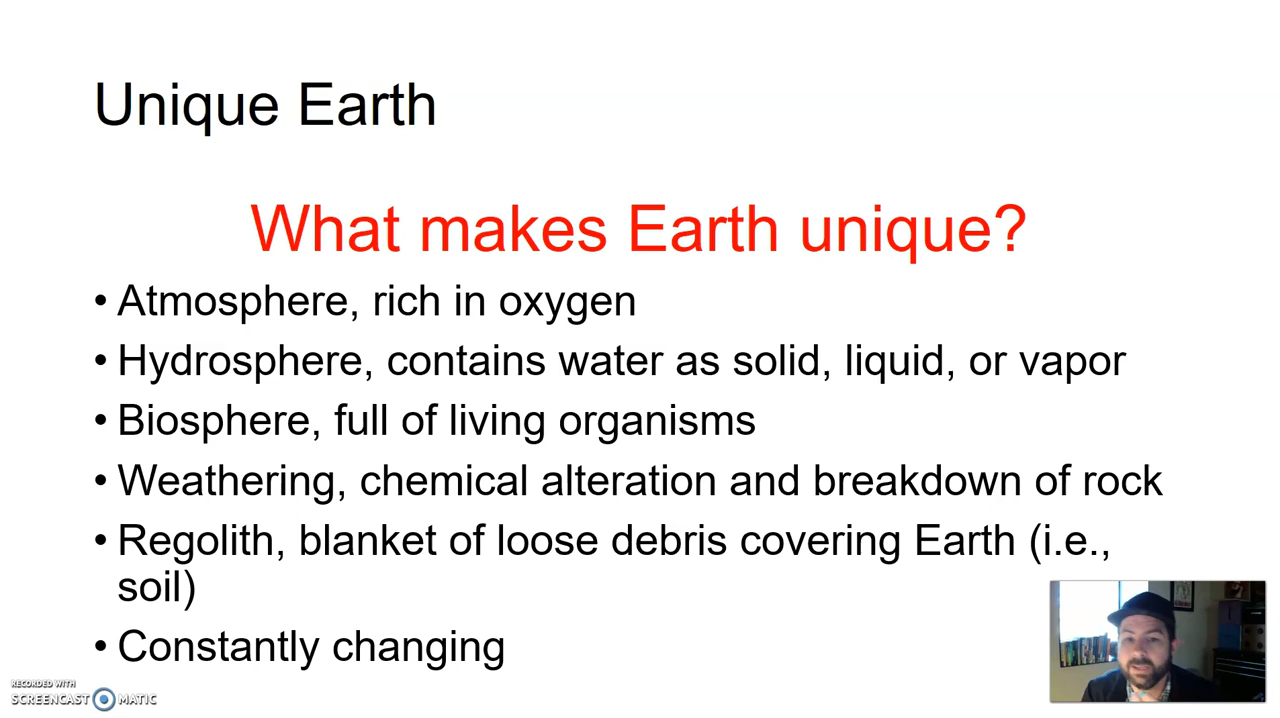 Unique Earth
What makes Earth unique?
• Atmosphere, rich in oxygen
• Hydrosphere, contains water as solid, liquid, or vapor
• Biosphere, full of living organisms
• Weathering, chemical alteration and breakdown of rock
• Regolith, blanket of loose debris covering Earth (i.e.,
soil)
• Constantly changing
RECORDED WITH
SCREENCAST MATIC